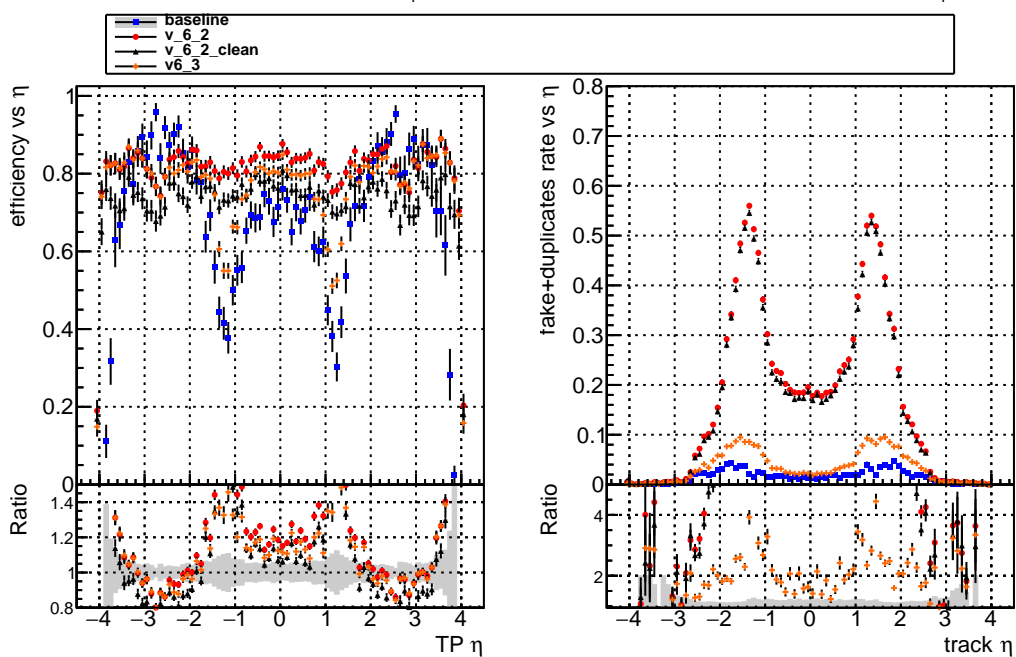 baseline
v_6_2
v_6_2_clean
v6_3
efficiency vs η
1
0.8
0.6
0.4
0.2
0
Ratio
1.4
1.2
1
0.8
−4 −3 −2 −1 0 1 2 3 4
TP η
fake+duplicates rate vs η
0.8
0.7
0.6
0.5
0.4
0.3
0.2
0.1
0
Ratio
4
2
−4 −3 −2 −1 0 1 2 3 4
track η